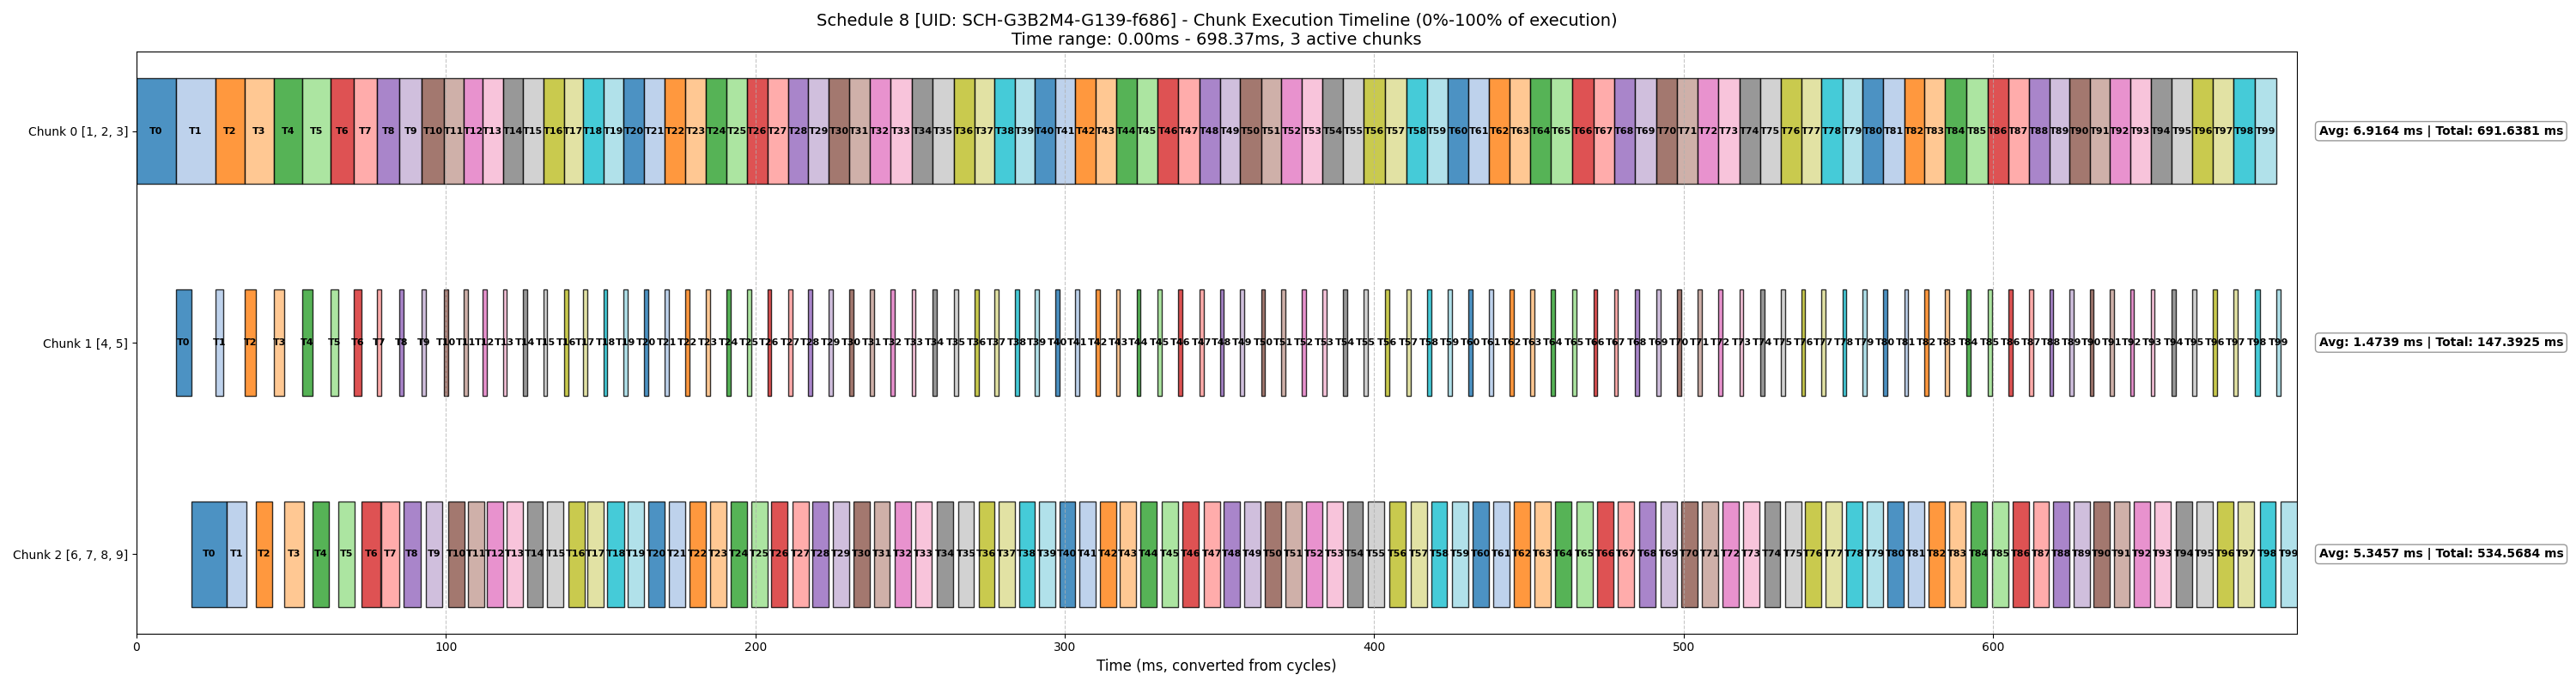 Schedule 8 [UID: SCH-G3B2M4-G139-f686] - Chunk Execution Timeline (0%-100% of execution)
Time range: 0.00ms - 698.37ms, 3 active chunks
Chunk 0 [1, 2, 3]
T0 T1 T2 T3 T4 T5 T6 T7 T8 T9 T10 T11 T12 T13 T14 T15 T16 T17 T18 T19 T20 T21 T22 T23 T24 T25 T26 T27 T28 T29 T30 T31 T32 T33 T34 T35 T36 T37 T38 T39 T40 T41 T42 T43 T44 T45 T46 T47 T48 T49 T50 T51 T52 T53 T54 T55 T56 T57 T58 T59 T60 T61 T62 T63 T64 T65 T66 T67 T68 T69 T70 T71 T72 T73 T74 T75 T76 T77 T78 T79 T80 T81 T82 T83 T84 T85 T86 T87 T88 T89 T90 T91 T92 T93 T94 T95 T96 T97 T98 T99
Avg: 6.9164 ms | Total: 691.6381 ms
Chunk 1 [4, 5]
T0 T1 T2 T3 T4 T5 T6 T7 T8 T9 T10 T11 T12 T13 T14 T15 T16 T17 T18 T19 T20 T21 T22 T23 T24 T25 T26 T27 T28 T29 T30 T31 T32 T33 T34 T35 T36 T37 T38 T39 T40 T41 T42 T43 T44 T45 T46 T47 T48 T49 T50 T51 T52 T53 T54 T55 T56 T57 T58 T59 T60 T61 T62 T63 T64 T65 T66 T67 T68 T69 T70 T71 T72 T73 T74 T75 T76 T77 T78 T79 T80 T81 T82 T83 T84 T85 T86 T87 T88 T89 T90 T91 T92 T93 T94 T95 T96 T97 T98 T99
Avg: 1.4739 ms | Total: 147.3925 ms
Chunk 2 [6, 7, 8, 9]
T0 T1 T2 T3 T4 T5 T6 T7 T8 T9 T10 T11 T12 T13 T14 T15 T16 T17 T18 T19 T20 T21 T22 T23 T24 T25 T26 T27 T28 T29 T30 T31 T32 T33 T34 T35 T36 T37 T38 T39 T40 T41 T42 T43 T44 T45 T46 T47 T48 T49 T50 T51 T52 T53 T54 T55 T56 T57 T58 T59 T60 T61 T62 T63 T64 T65 T66 T67 T68 T69 T70 T71 T72 T73 T74 T75 T76 T77 T78 T79 T80 T81 T82 T83 T84 T85 T86 T87 T88 T89 T90 T91 T92 T93 T94 T95 T96 T97 T98 T99
Avg: 5.3457 ms | Total: 534.5684 ms
0 100 200 300 400 500 600
Time (ms, converted from cycles)